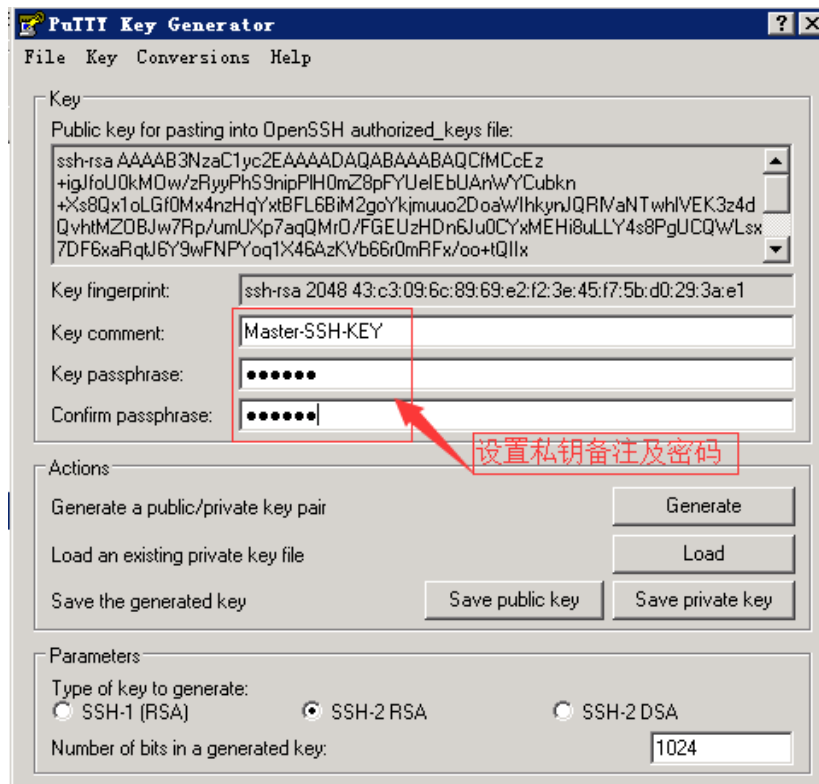 PuTTY Key Generator
File Key Conversions Help
Key
Public key for pasting into OpenSSH authorized_keys file:
ssh-rsa AAAAB3NzaC1yc2EAAAADAQABAAABAQCfMCcEz
+igJfoU0kMOw/zRyyPhS9nipPlH0mZ8pFYUeIEbUAnWYCubkn
+Xs8Qx1oLGf0Mx4nzHqYxtBFL6BiM2goYkjmuuo2DoaWIhkynJQRlVaNTwhlVEK3z4d
QvhtMZOBJw7Rp/umUXp7aqQMrO/FGEUzHDn6Ju0CYxMEHi8uLLY4s8PgUCQWLsx
7DF6xaRqtJ6Y9wFNPYoq1X46AzKVb66r0mRFx/oo+tQIIx
Key fingerprint: ssh-rsa 2048 43:c3:09:6c:89:69:e2:f2:3e:45:f7:5b:d0:29:3a:e1
Key comment: Master-SSH-KEY
Key passphrase: ●●●●●●
Confirm passphrase: ●●●●●●
设置私钥备注及密码
Actions
Generate a public/private key pair Generate
Load an existing private key file Load
Save the generated key Save public key Save private key
Parameters
Type of key to generate:
SSH-1 (RSA) SSH-2 RSA SSH-2 DSA
Number of bits in a generated key: 1024